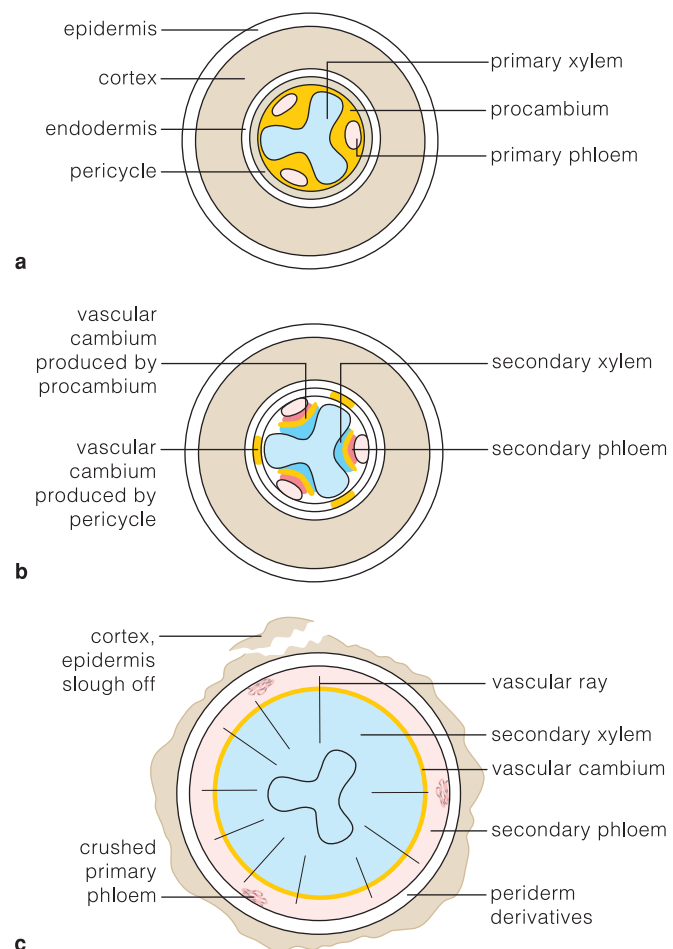 epidermis
cortex
endodermis
pericycle
primary xylem
procambium
primary phloem
a
vascular
cambium
produced by
procambium
vascular
cambium
produced by
pericycle
secondary xylem
secondary phloem
b
cortex,
epidermis
slough off
crushed
primary
phloem
vascular ray
secondary xylem
vascular cambium
secondary phloem
periderm
derivatives
c